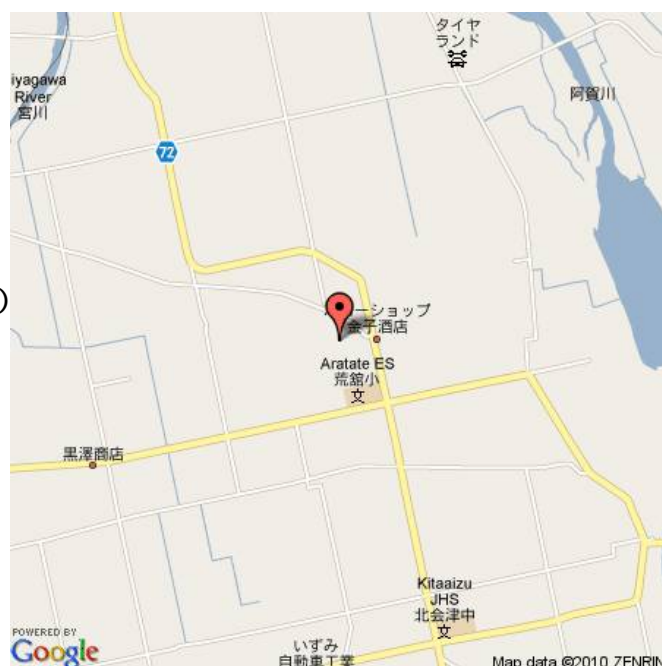 タイヤ
ランド
iyagawa
River
宮川
阿賀川
72
ーショップ
金子酒店
Aratate ES
荒舘小
文
黒澤商店
Kitaaizu
JHS
北会津中
文
POWERED BY
Google
いずみ
自動車工業
Map data ©2010 ZENRIN